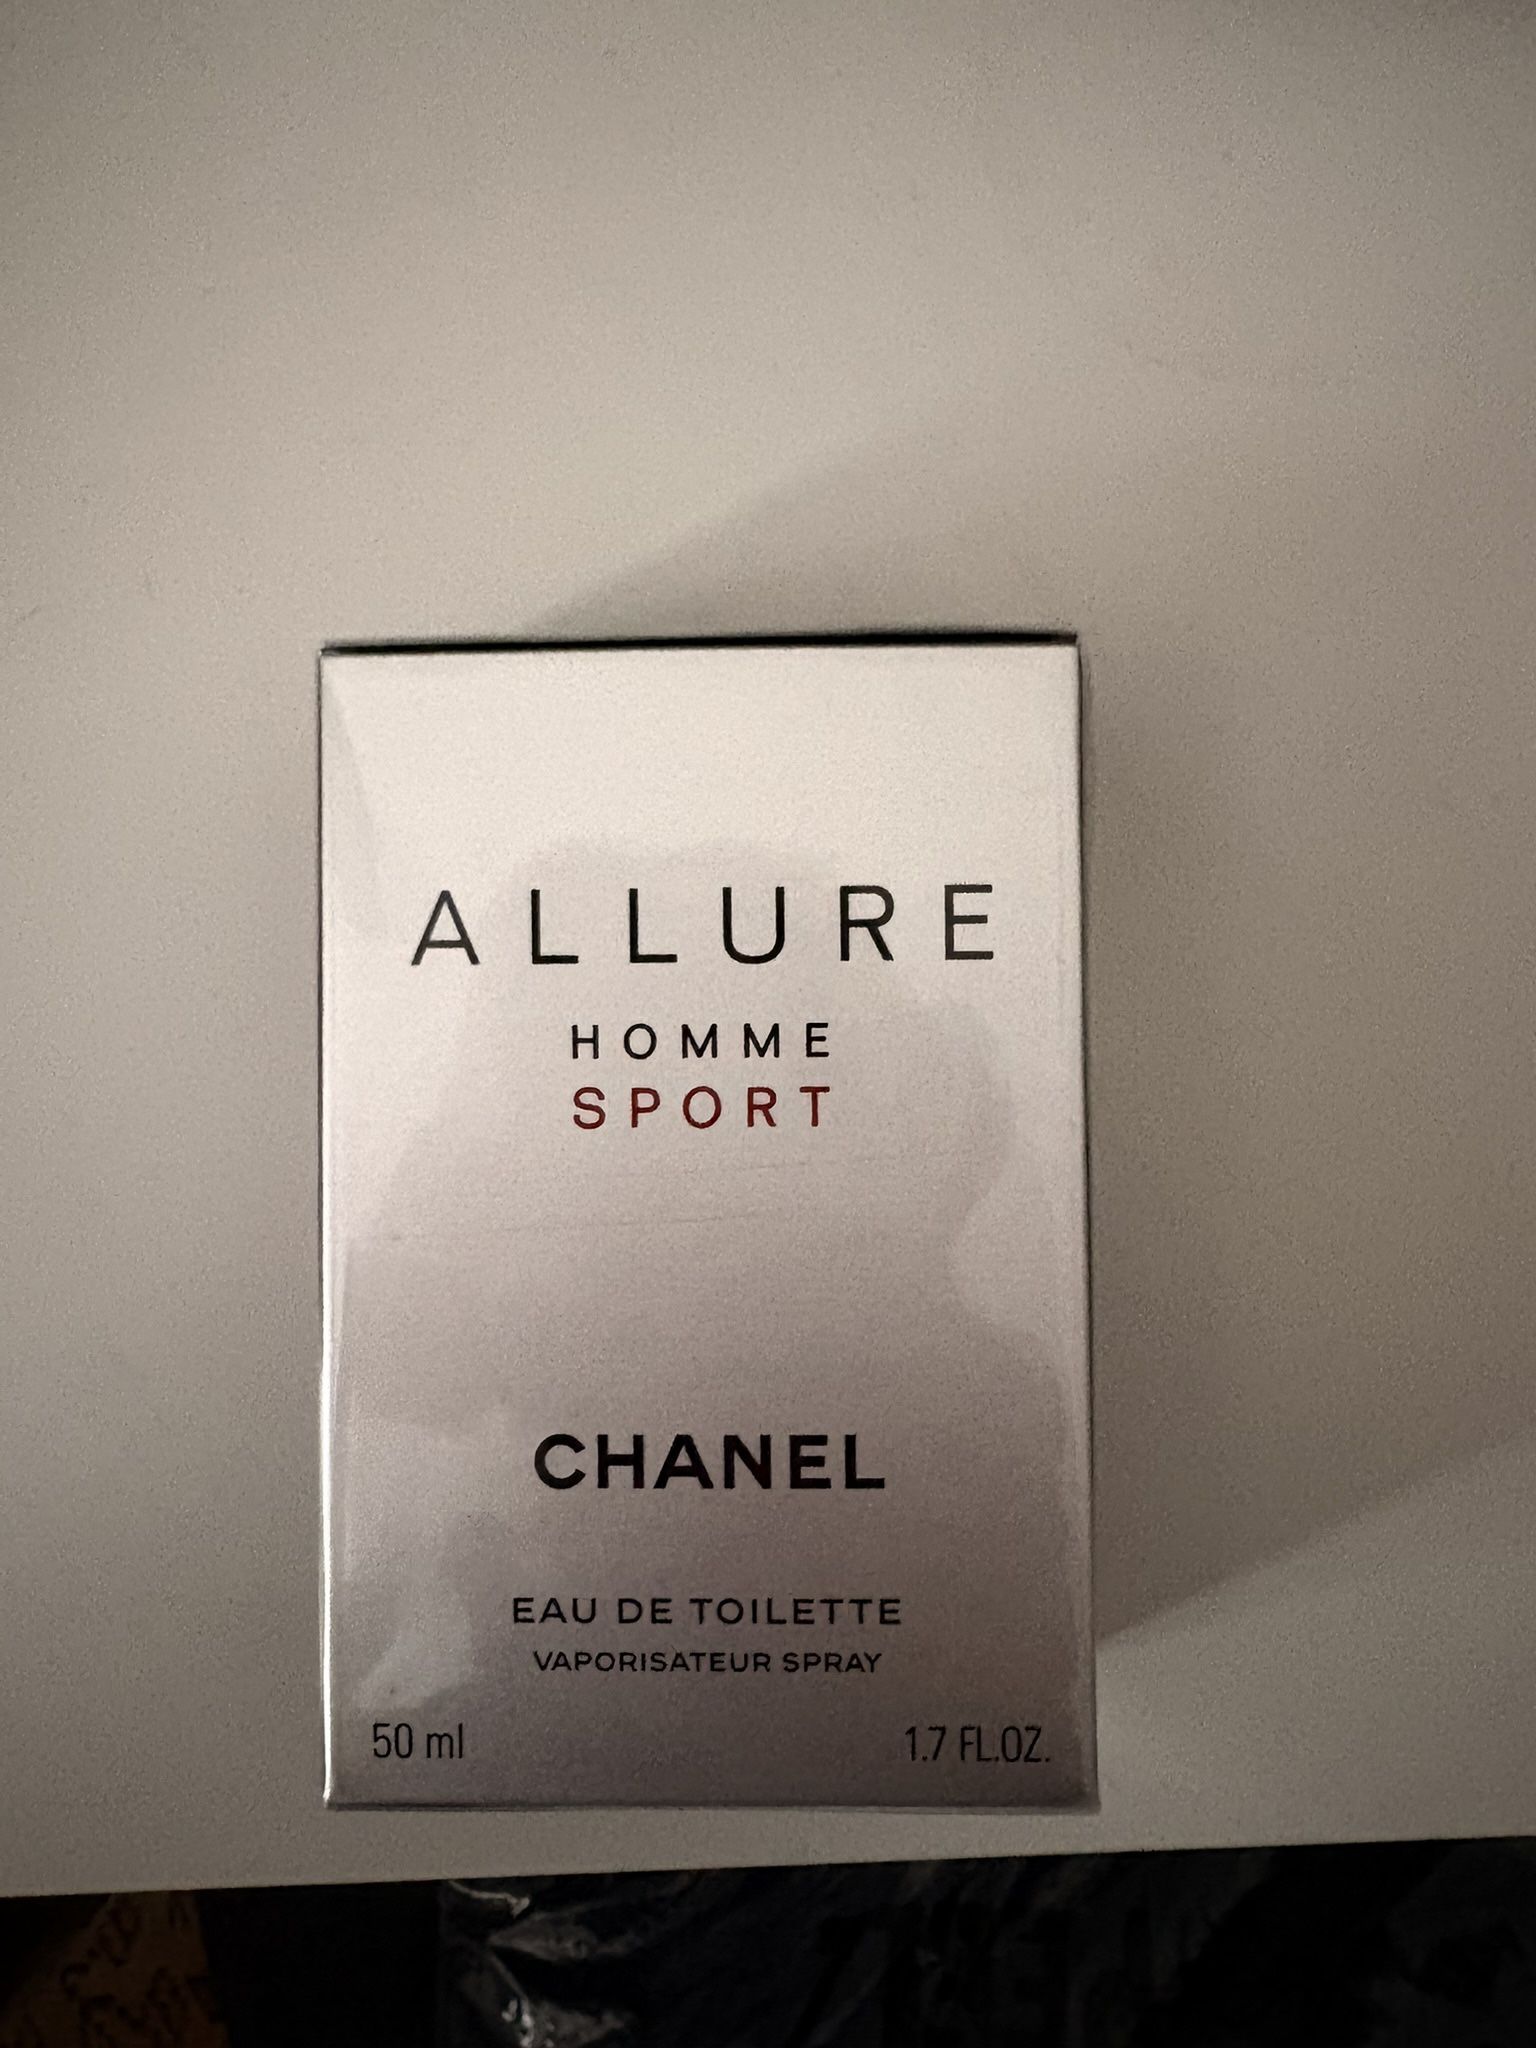 ALLURE
HOMME
SPORT
CHANEL
EAU DE TOILETTE
VAPORISATEUR SPRAY
50 ml 1.7 FL.OZ.